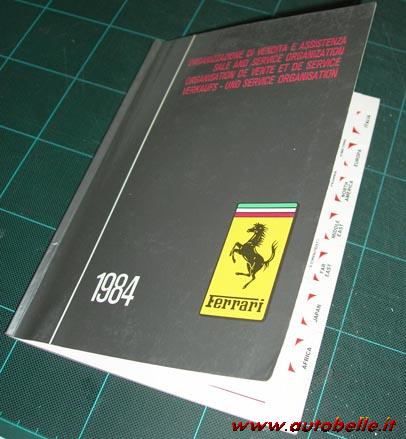 ORGANIZZAZIONE DI VENDITA E ASSISTENZA
SALE AND SERVICE ORGANIZATION
ORGANISATION DE VENTE ET DE SERVICE
VERKAUFS - UND SERVICE ORGANISATION
1984
Ferrari
ITALIA
EUROPA
NORTH
AMERICA
MIDDLE
EAST
FAR
EAST
JAPAN
AFRICA
www.autobelle.it